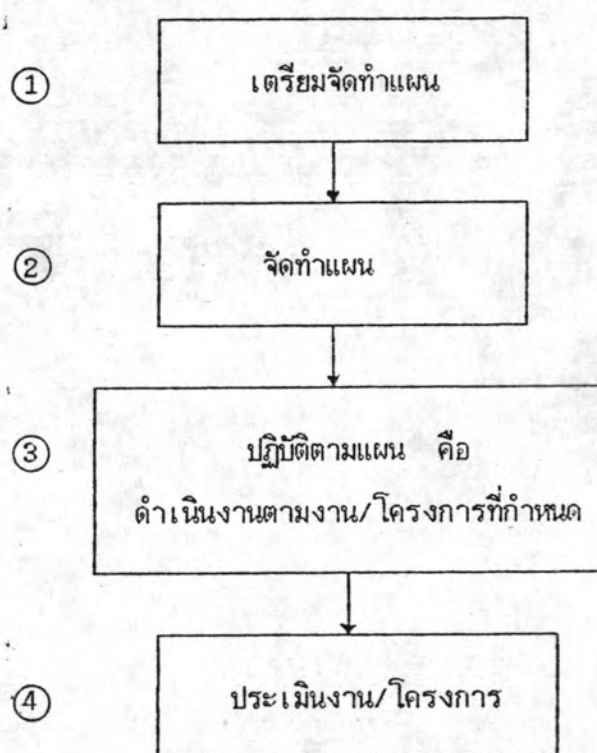 ① เตรียมจัดทำแผน
② จัดทำแผน
③ ปฏิบัติตามแผน คือ
ดำเนินงานตามงาน/โครงการที่กำหนด
④ ประเมินงาน/โครงการ